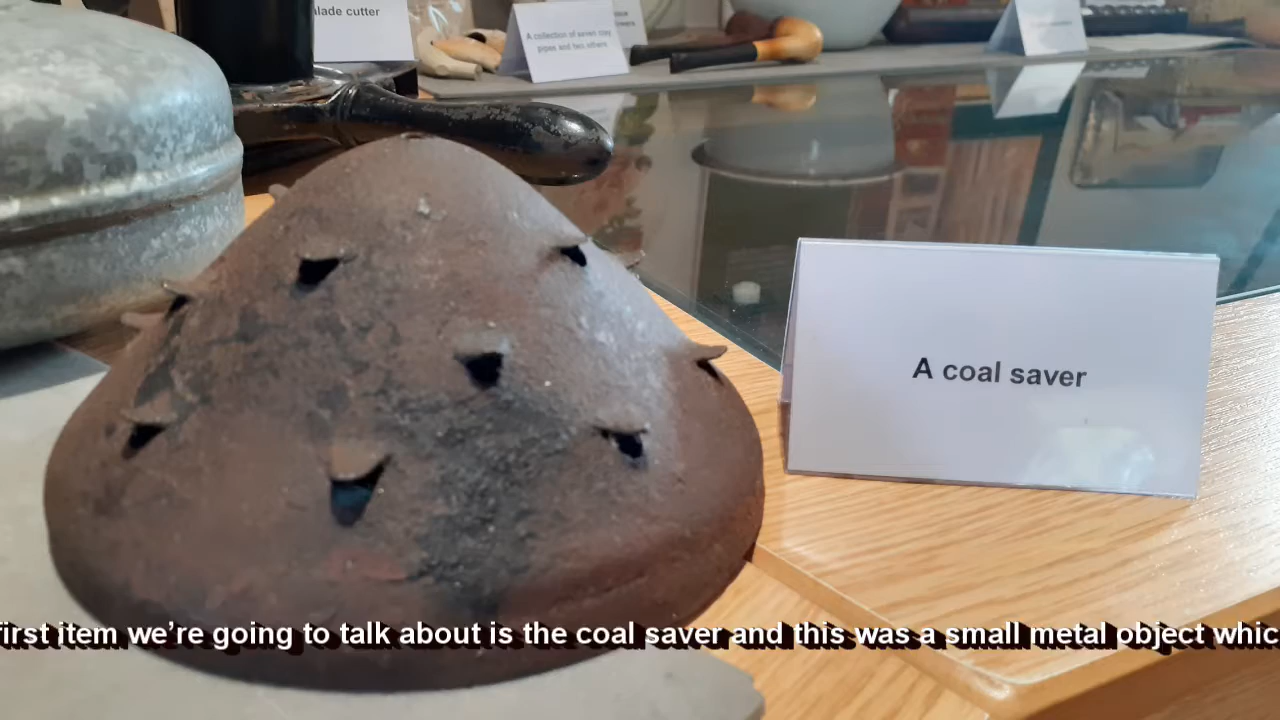 lade cutter
A collection of seven clay
pipes and two others
A coal saver
first item we're going to talk about is the coal saver and this was a small metal object whic